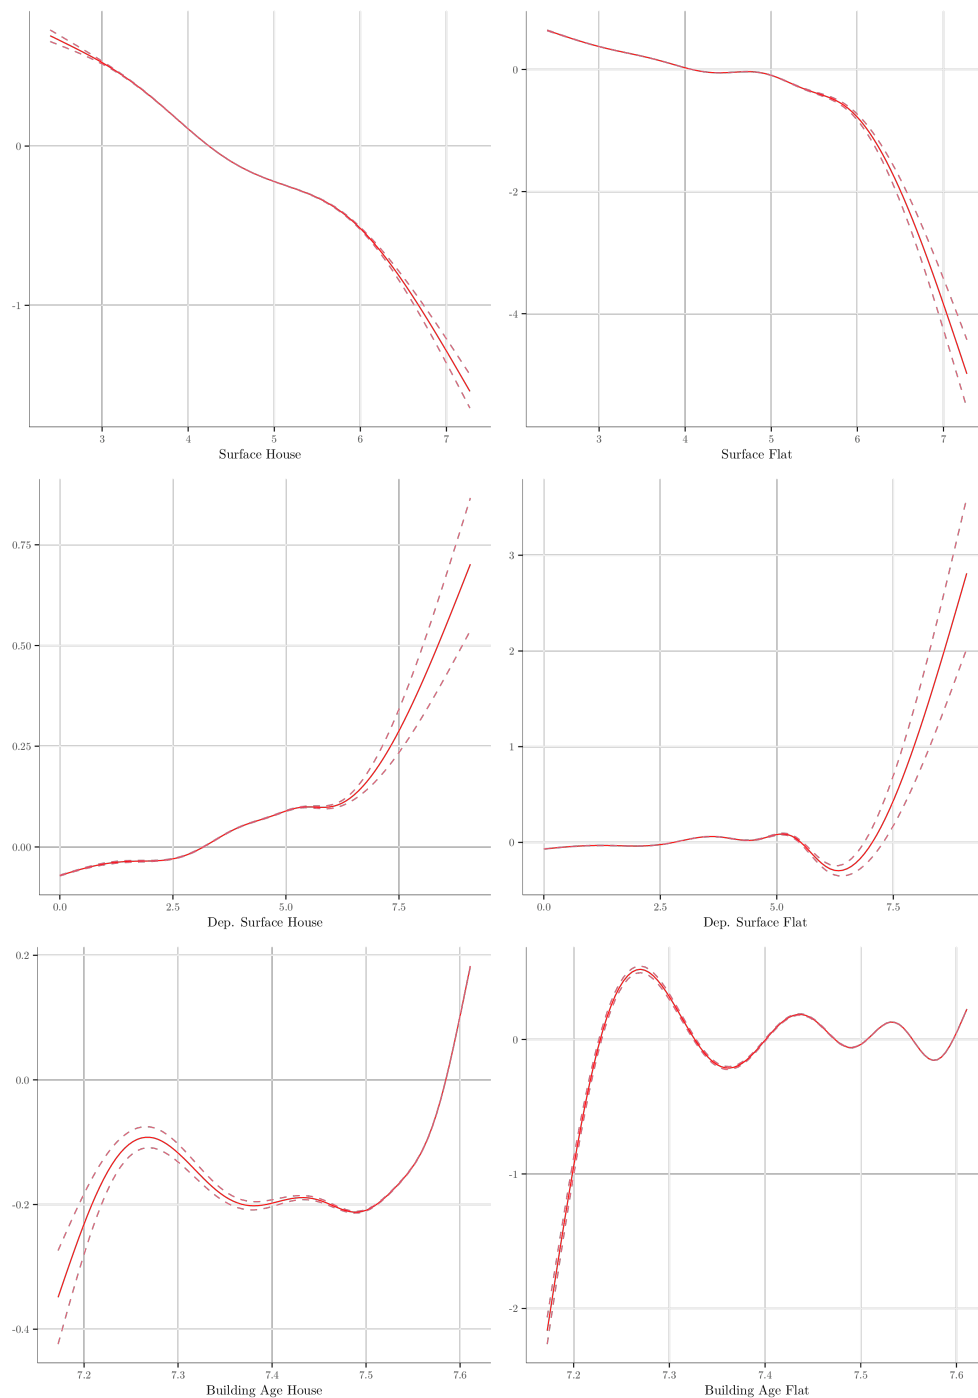 0
-1
3 4 5 6 7
Surface House
0
-2
-4
3 4 5 6 7
Surface Flat
0.75
0.50
0.25
0.00
0.0 2.5 5.0 7.5
Dep. Surface House
3
2
1
0
0.0 2.5 5.0 7.5
Dep. Surface Flat
0.2
0.0
-0.2
-0.4
7.2 7.3 7.4 7.5 7.6
Building Age House
0
-1
-2
7.2 7.3 7.4 7.5 7.6
Building Age Flat